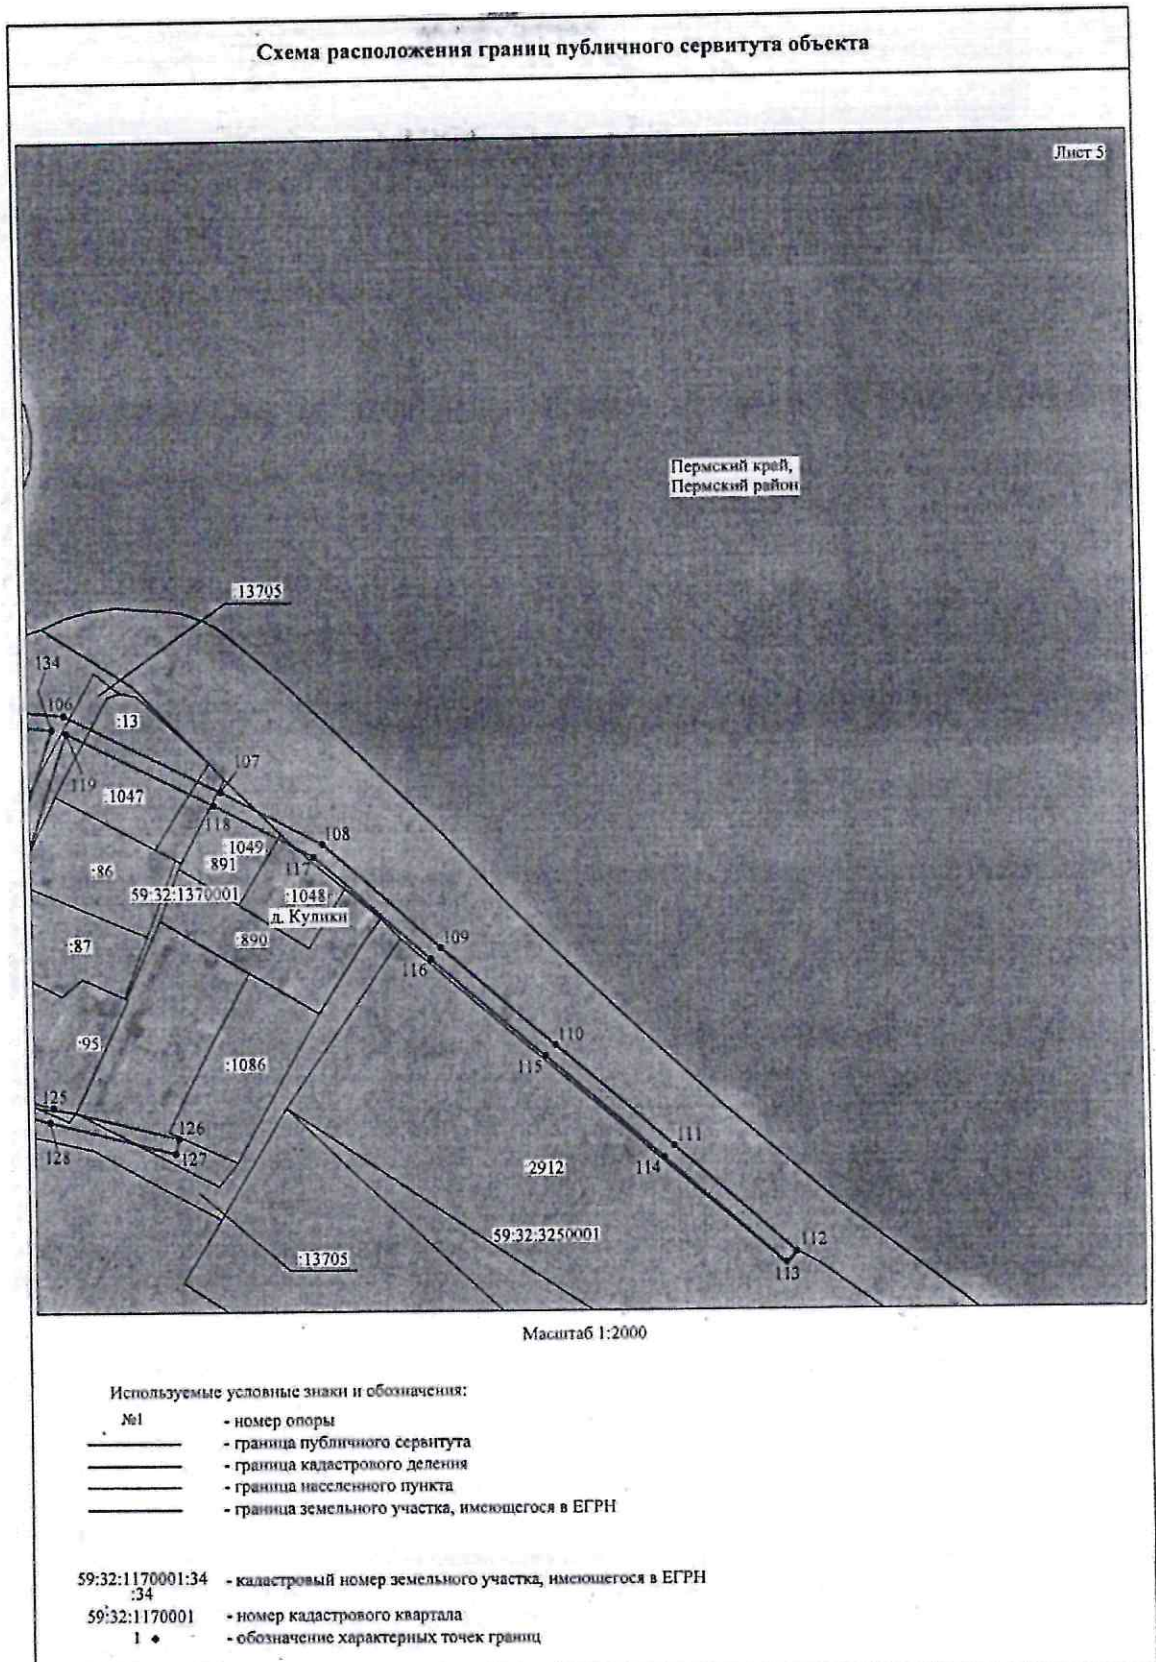 Схема расположения границ публичного сервитута объекта
Лист 5
Пермский край,
Пермский район
:13705
134
106
:13
107
119
:1047
118
108
:1049
117
891
:86
59:32:1370001
:1048
д. Кулики
:890
109
:87
116
110
:95
115
:1086
125
126
111
128
127
114
:2912
59:32:3250001
112
:13705
113
Масштаб 1:2000
Используемые условные знаки и обозначения:
№1 - номер опоры
- граница публичного сервитута
- граница кадастрового деления
- граница населенного пункта
- граница земельного участка, имеющегося в ЕГРН
59:32:1170001:34 - кадастровый номер земельного участка, имеющегося в ЕГРН
:34
59:32:1170001 - номер кадастрового квартала
1 - обозначение характерных точек границ